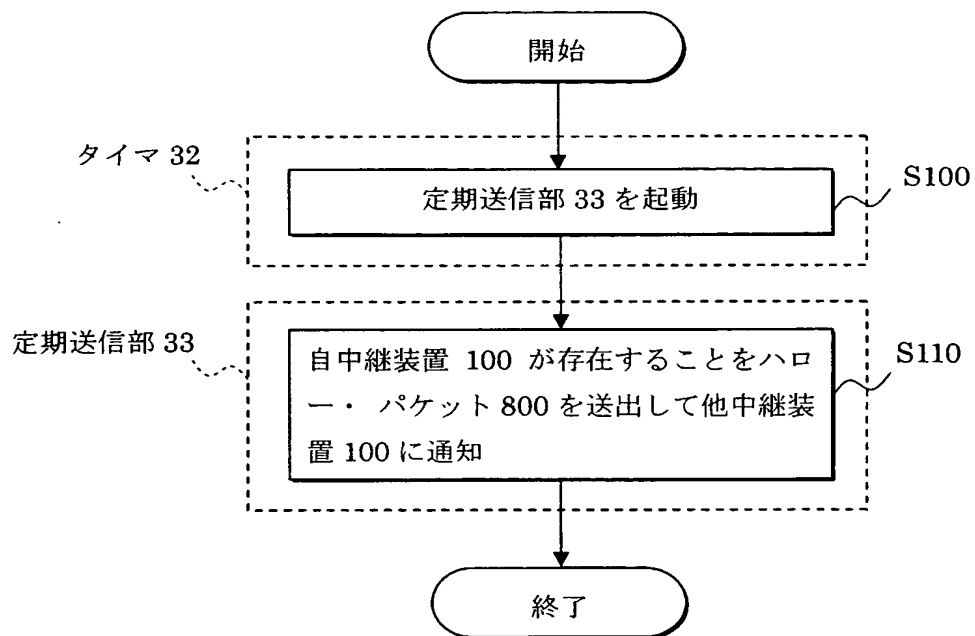 開始
タイマ 32
定期送信部 33 を起動
S100
定期送信部 33
自中継装置 100 が存在することをハロ
ー・ パケット 800 を送出して他中継装
置 100 に通知
S110
終了